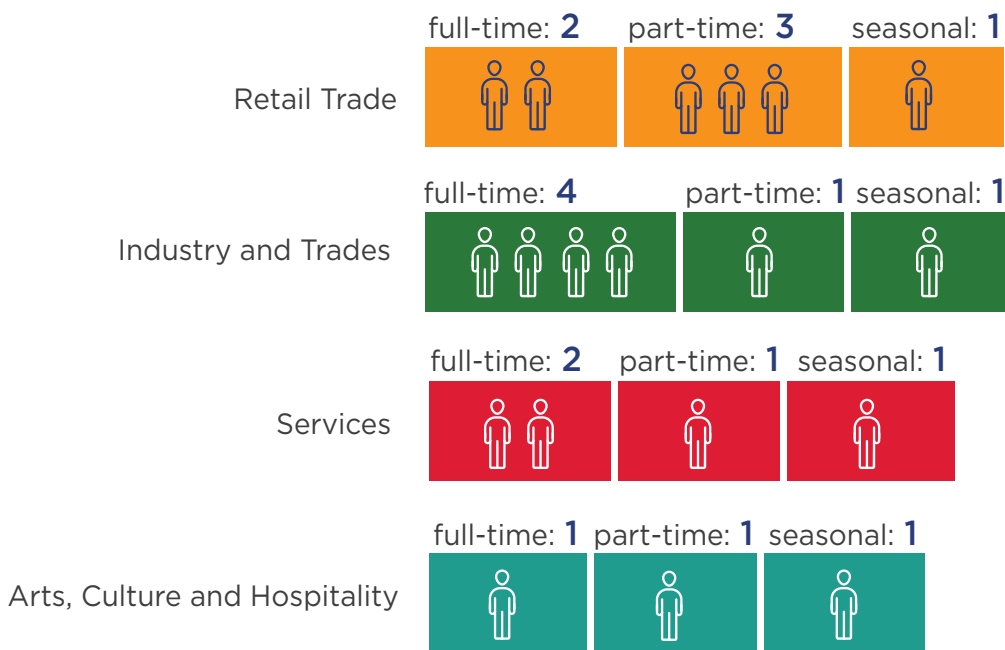 full-time: 2 part-time: 3 seasonal: 1
Retail Trade
full-time: 4 part-time: 1 seasonal: 1
Industry and Trades
full-time: 2 part-time: 1 seasonal: 1
Services
full-time: 1 part-time: 1 seasonal: 1
Arts, Culture and Hospitality